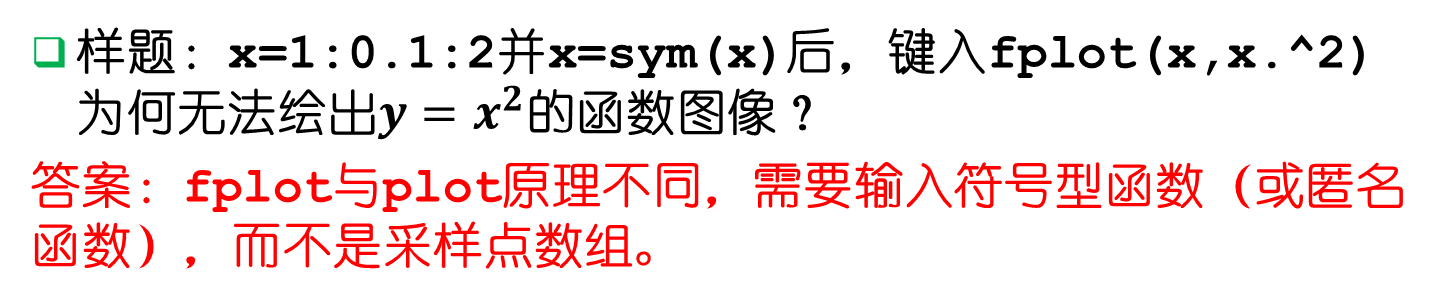 样题：x=1:0.1:2并x=sym(x)后，键入fplot(x,x.^2)
为何无法绘出y = x²的函数图像？
答案：fplot与plot原理不同，需要输入符号型函数（或匿名
函数），而不是采样点数组。